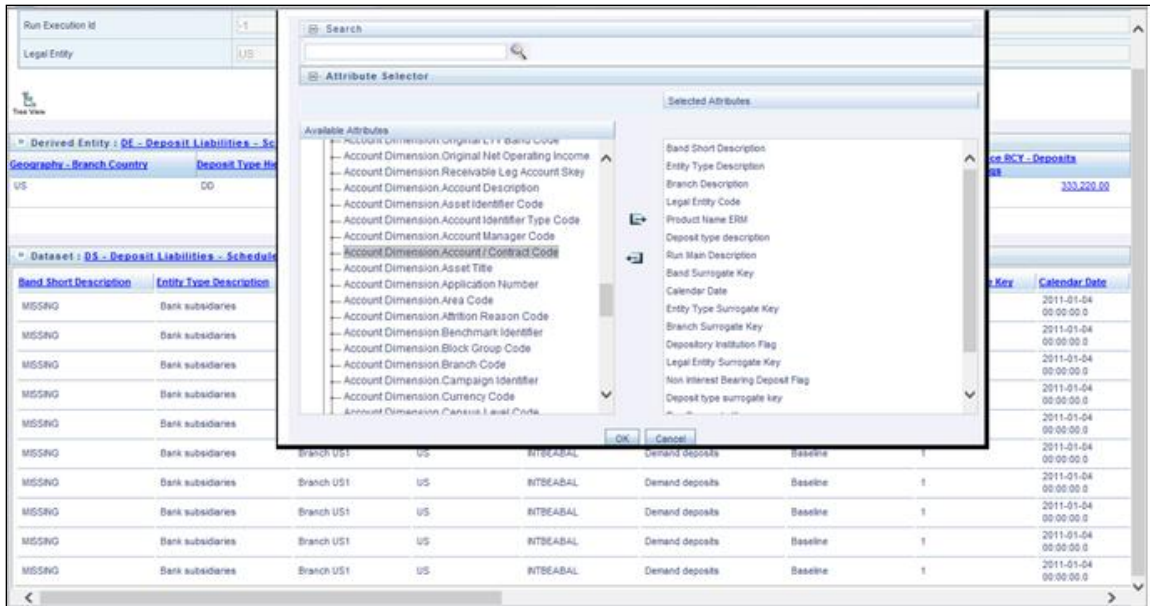 Run Execution Id
-1
Legal Entity
US
Search
Attribute Selector
Tree View
Selected Attributes
Available Attributes
Account Dimension.Original LTV Band Code
Account Dimension.Original Net Operating Income
Account Dimension.Receivable Leg Account Skey
Account Dimension.Account Description
Account Dimension.Asset Identifier Code
Account Dimension.Account Identifier Type Code
Account Dimension.Account Manager Code
Account Dimension.Account / Contract Code
Account Dimension.Asset Title
Account Dimension.Application Number
Account Dimension.Area Code
Account Dimension.Attrition Reason Code
Account Dimension.Benchmark Identifier
Account Dimension.Block Group Code
Account Dimension.Branch Code
Account Dimension.Campaign Identifier
Account Dimension.Currency Code
Account Dimension.Census Level Code
Band Short Description
Entity Type Description
Branch Description
Legal Entity Code
Product Name ERM
Deposit type description
Run Main Description
Band Surrogate Key
Calendar Date
Entity Type Surrogate Key
Branch Surrogate Key
Depository Institution Flag
Legal Entity Surrogate Key
Non Interest Bearing Deposit Flag
Deposit type surrogate key
OK Cancel
Derived Entity : DE - Deposit Liabilities - Sc
Geography - Branch Country Deposit Type Hie ce RCY - Deposits
US DD 333,220.00
Dataset : DS - Deposit Liabilities - Schedule
Band Short Description Entity Type Description Key Calendar Date
MISSING Bank subsidiaries 2011-01-04 00:00:00.0
MISSING Bank subsidiaries 2011-01-04 00:00:00.0
MISSING Bank subsidiaries 2011-01-04 00:00:00.0
MISSING Bank subsidiaries 2011-01-04 00:00:00.0
MISSING Bank subsidiaries 2011-01-04 00:00:00.0
MISSING Bank subsidiaries Branch US1 US INTBEABAL Demand deposits Baseline 1 2011-01-04 00:00:00.0
MISSING Bank subsidiaries Branch US1 US INTBEABAL Demand deposits Baseline 1 2011-01-04 00:00:00.0
MISSING Bank subsidiaries Branch US1 US INTBEABAL Demand deposits Baseline 1 2011-01-04 00:00:00.0
MISSING Bank subsidiaries Branch US1 US INTBEABAL Demand deposits Baseline 1 2011-01-04 00:00:00.0
MISSING Bank subsidiaries Branch US1 US INTBEABAL Demand deposits Baseline 1 2011-01-04 00:00:00.0